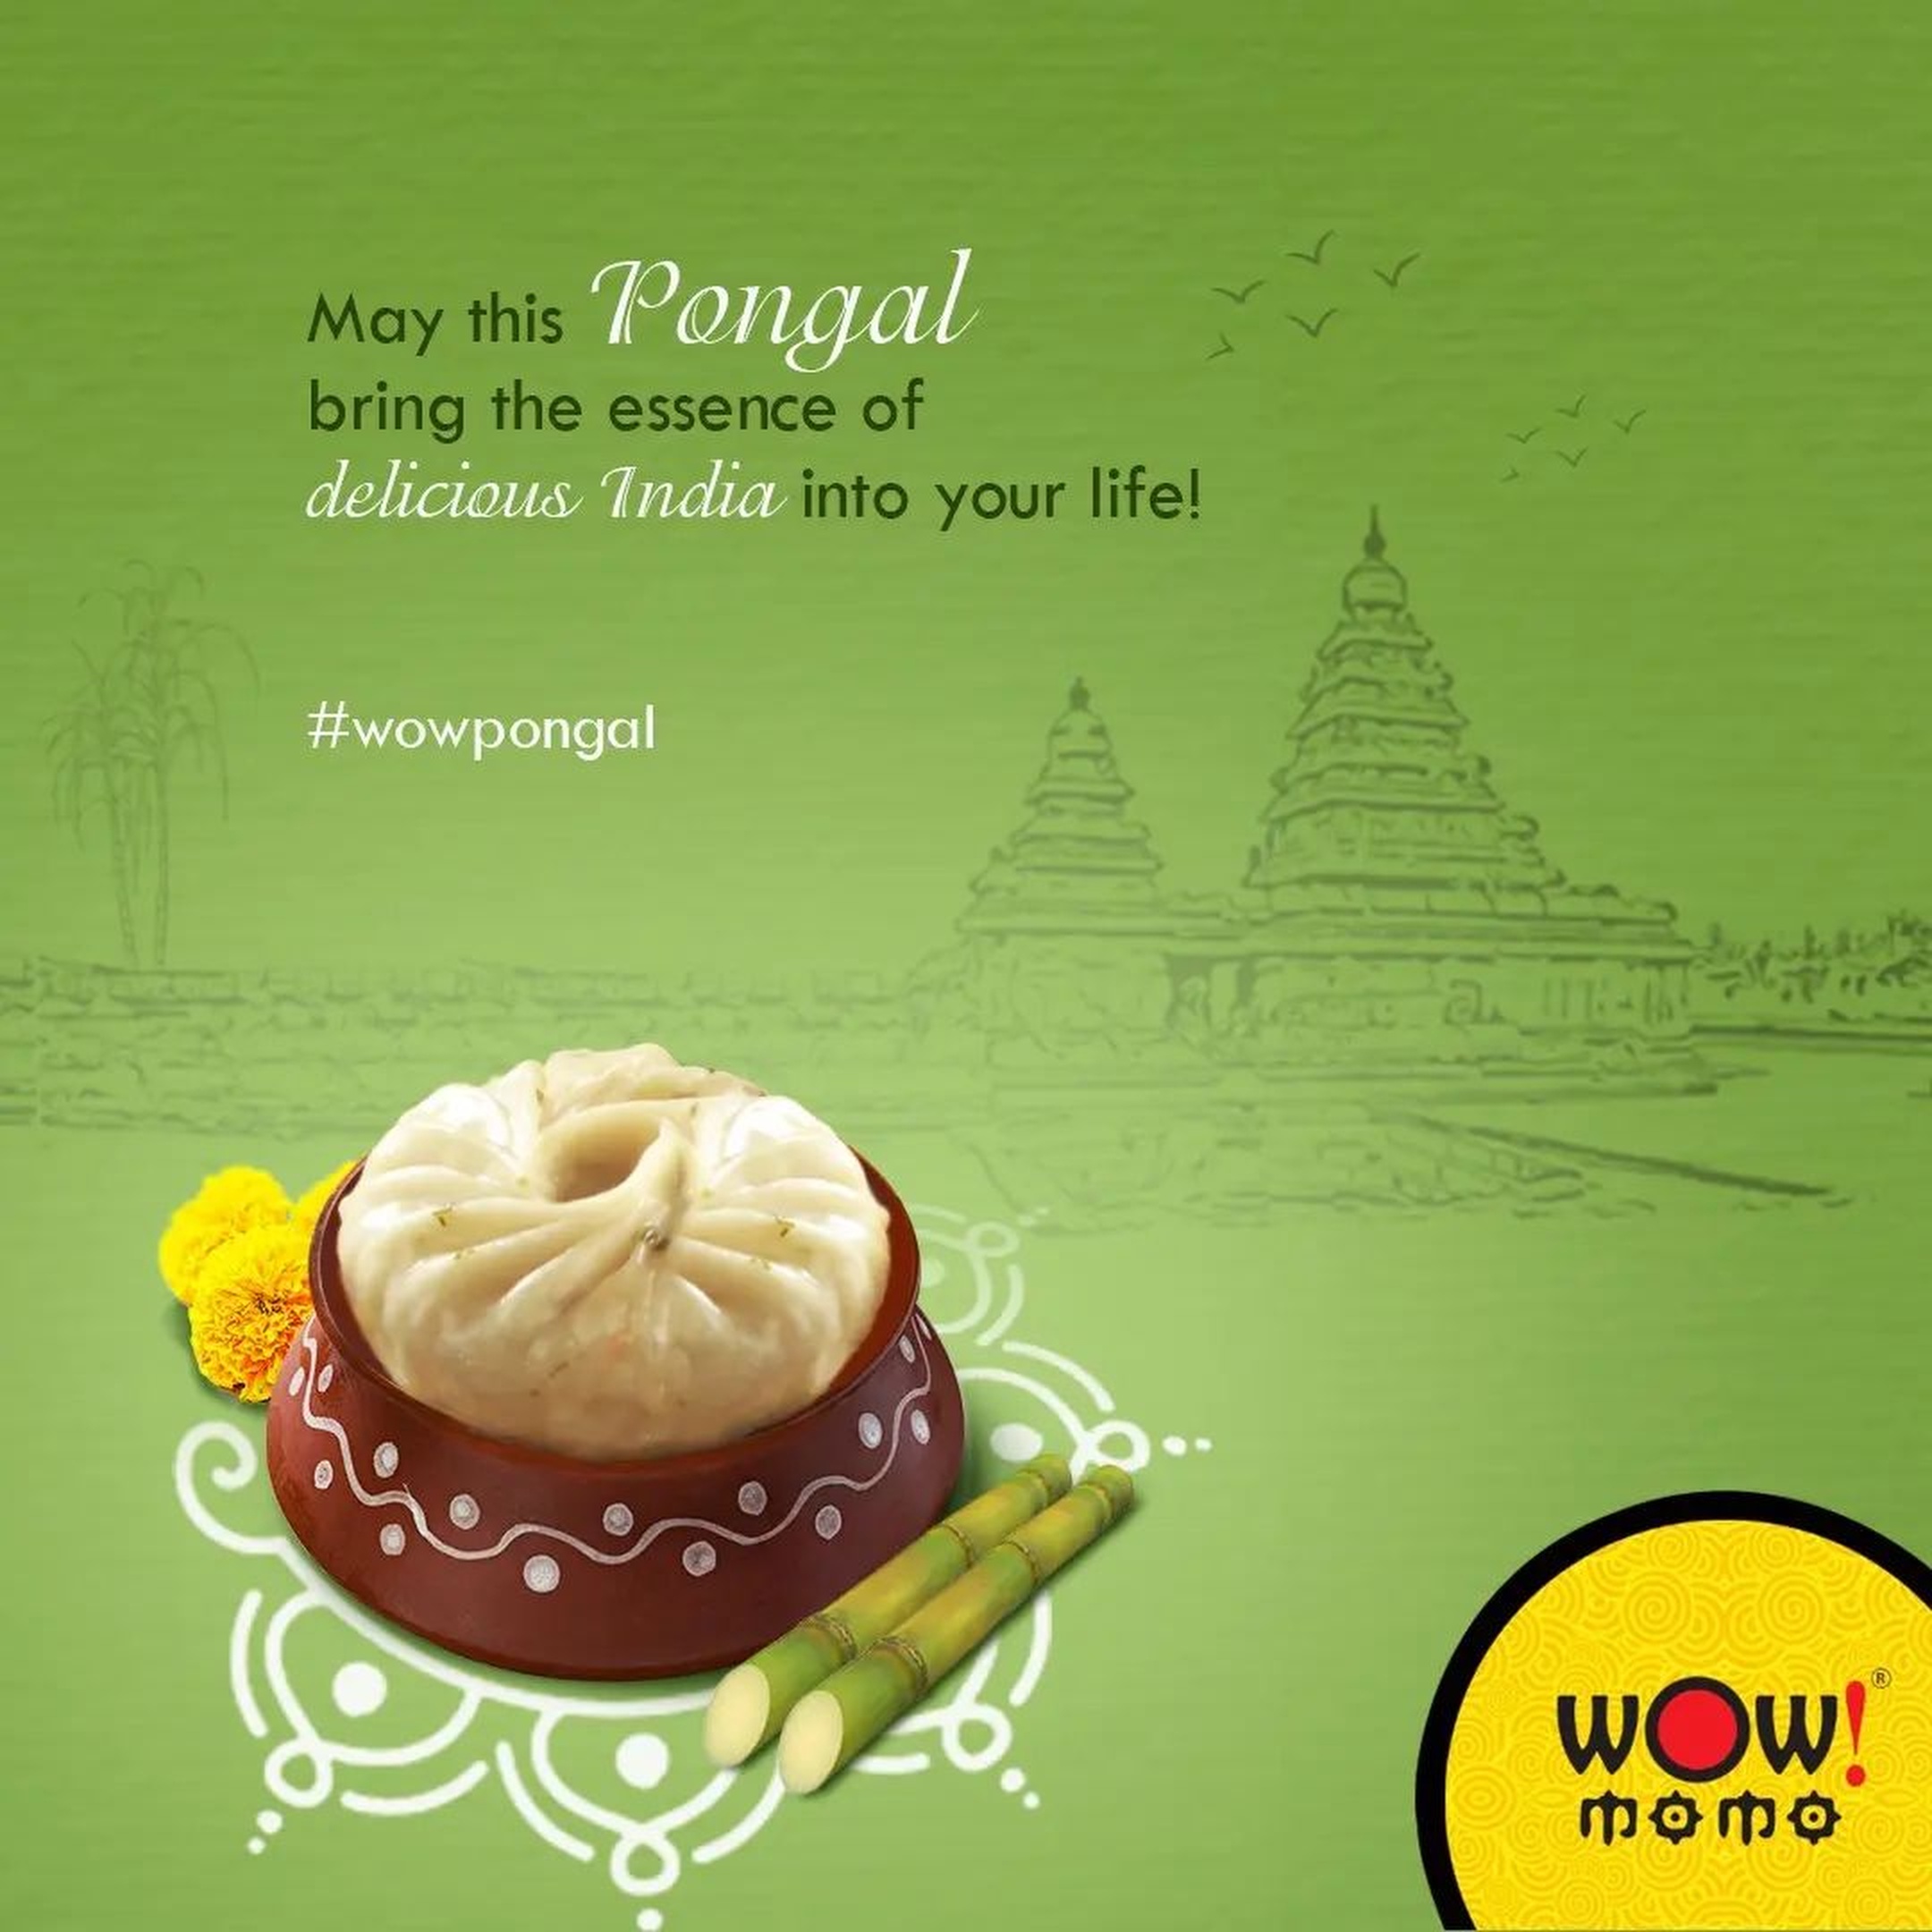 May this Pongal
bring the essence of
delicious India into your life!
#wowpongal
WOW!®
momo